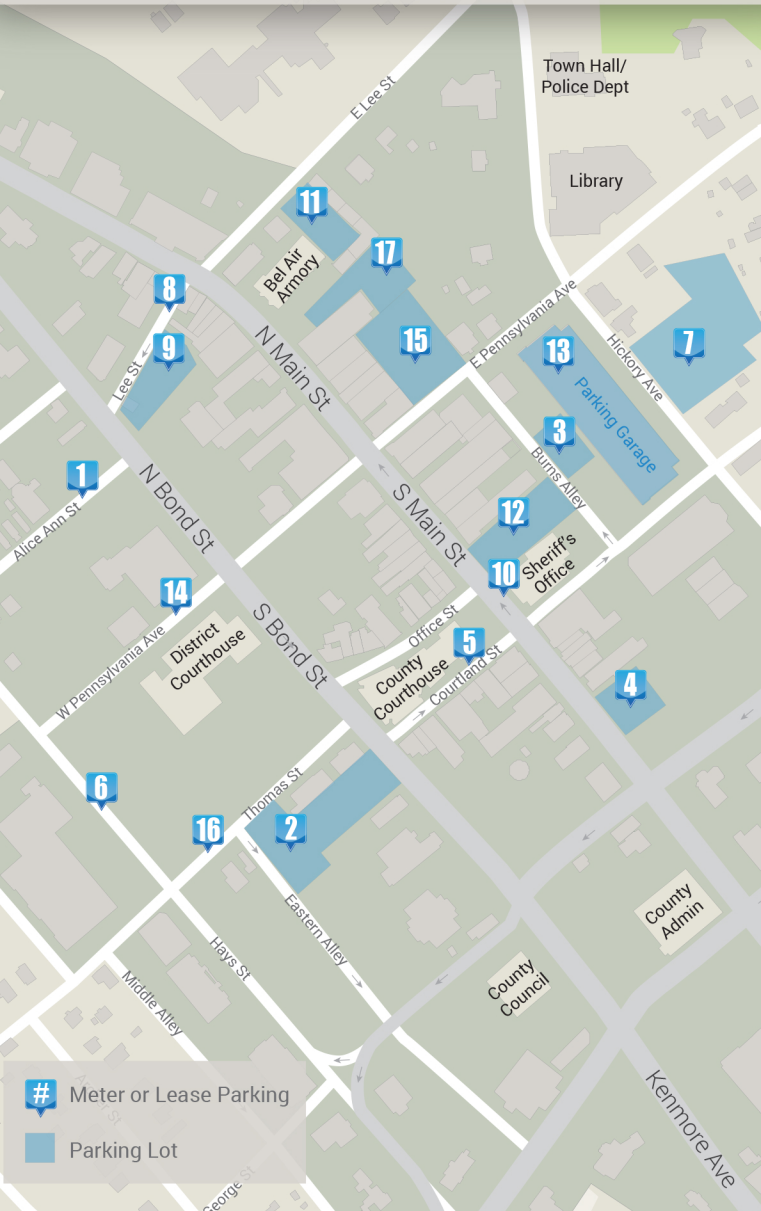 E Lee St
Town Hall/
Police Dept
Library
11
Bel Air
Armory
17
8
E Pennsylvania Ave
9
Lee St
N Main St
15
13
Hickory Ave
7
Parking Garage
3
Burns Alley
1
Alice Ann St
N Bond St
S Main St
12
Sheriff's
Office
10
14
W Pennsylvania Ave
District
Courthouse
S Bond St
Office St
5
County
Courthouse
Courtland St
4
6
Thomas St
16
2
Eastern Alley
Hays St
County
Admin
County
Council
Middle Alley
# Meter or Lease Parking
Parking Lot
George St
Kenmore Ave